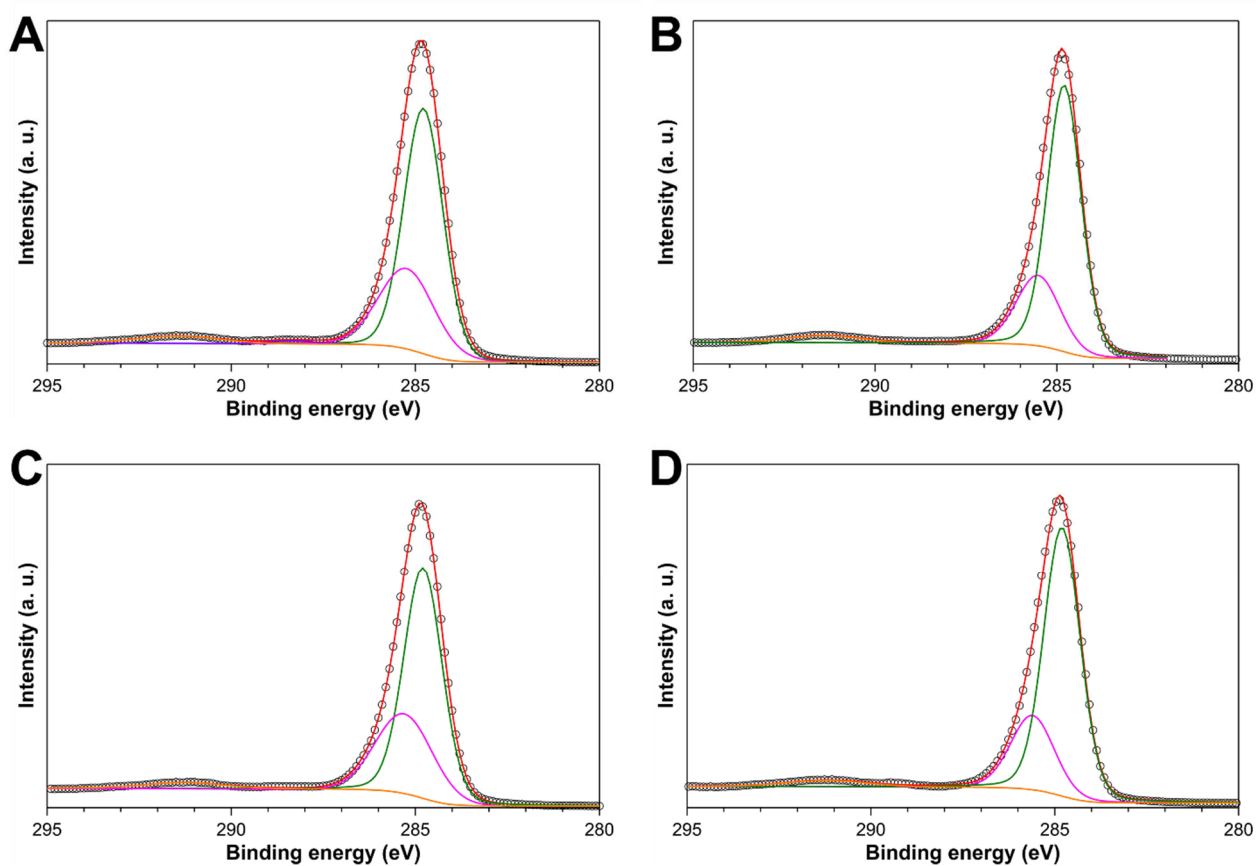 A
Intensity (a. u.)
295 290 285 280
Binding energy (eV)
B
Intensity (a. u.)
295 290 285 280
Binding energy (eV)
C
Intensity (a. u.)
295 290 285 280
Binding energy (eV)
D
Intensity (a. u.)
295 290 285 280
Binding energy (eV)